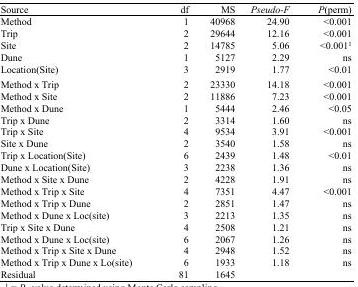 Source df MS Pseudo-F P(perm)
Method 1 40968 24.90 <0.001
Trip 2 29644 12.16 <0.001
Site 2 14785 5.06 <0.001¹
Dune 1 5127 2.29 ns
Location(Site) 3 2919 1.77 <0.01
Method x Trip 2 23330 14.18 <0.001
Method x Site 2 11886 7.23 <0.001
Method x Dune 1 5444 2.46 <0.05
Trip x Dune 2 3314 1.60 ns
Trip x Site 4 9534 3.91 <0.001
Site x Dune 2 3540 1.58 ns
Trip x Location(Site) 6 2439 1.48 <0.01
Dune x Location(Site) 3 2238 1.36 ns
Method x Site x Dune 2 4228 1.91 ns
Method x Trip x Site 4 7351 4.47 <0.001
Method x Trip x Dune 2 2851 1.47 ns
Method x Dune x Loc(site) 3 2213 1.35 ns
Trip x Site x Dune 4 2508 1.21 ns
Method x Dune x Loc(site) 6 2067 1.26 ns
Method x Trip x Site x Dune 4 2948 1.52 ns
Method x Trip x Dune x Lo(site) 6 1933 1.18 ns
Residual 81 1645